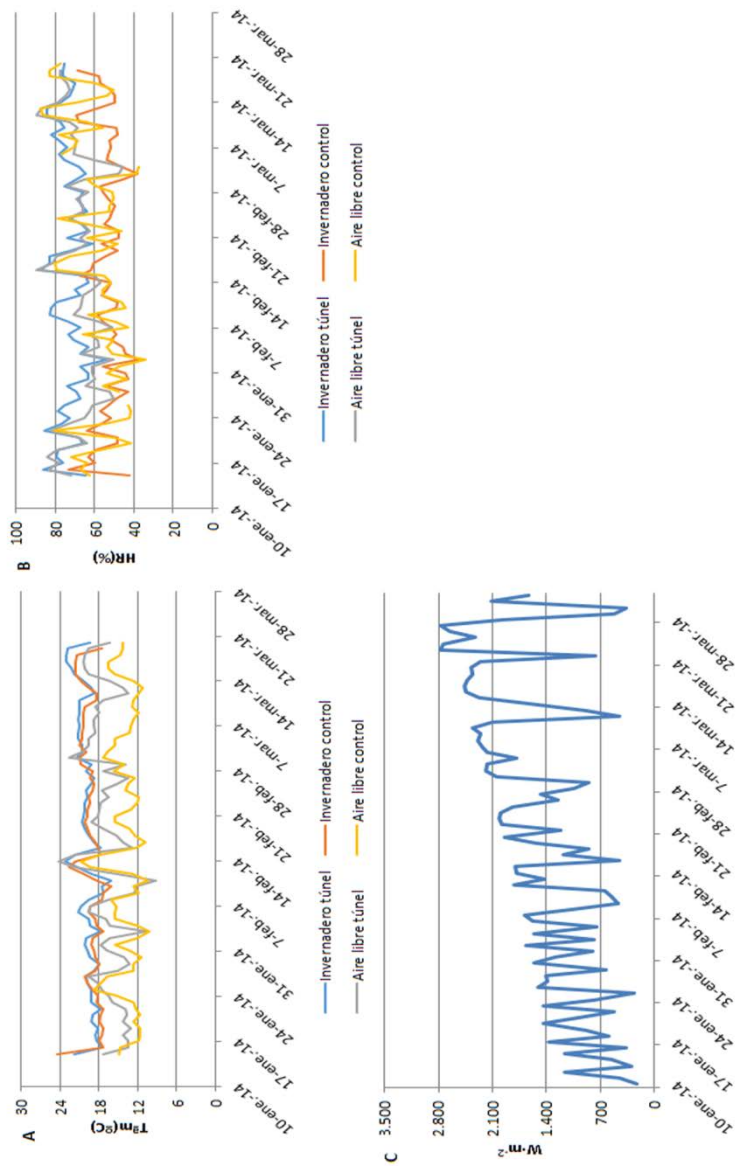 A
30
24
18
12
6
0
Tªm(ºC)
10-ene.-14
17-ene.-14
24-ene.-14
31-ene.-14
7-feb.-14
14-feb.-14
21-feb.-14
28-feb.-14
7-mar.-14
14-mar.-14
21-mar.-14
28-mar.-14
Invernadero túnel
Invernadero control
Aire libre túnel
Aire libre control
B
100
80
60
40
20
0
HR(%)
10-ene.-14
17-ene.-14
24-ene.-14
31-ene.-14
7-feb.-14
14-feb.-14
21-feb.-14
28-feb.-14
7-mar.-14
14-mar.-14
21-mar.-14
28-mar.-14
Invernadero túnel
Invernadero control
Aire libre túnel
Aire libre control
C
3.500
2.800
2.100
1.400
700
0
W·m-2
10-ene.-14
17-ene.-14
24-ene.-14
31-ene.-14
7-feb.-14
14-feb.-14
21-feb.-14
28-feb.-14
7-mar.-14
14-mar.-14
21-mar.-14
28-mar.-14